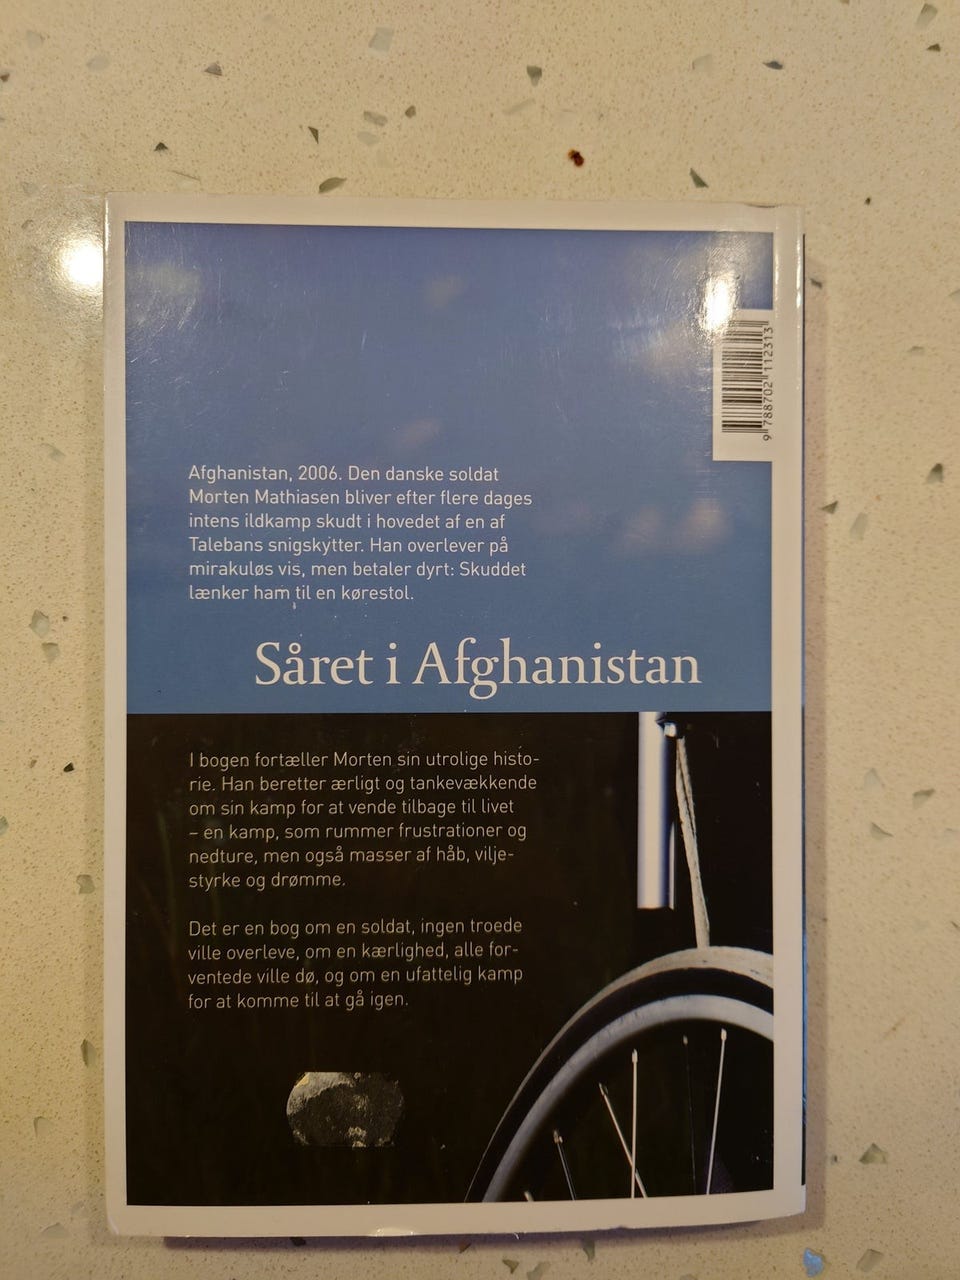 9 788702 112313
Afghanistan, 2006. Den danske soldat
Morten Mathiasen bliver efter flere dages
intens ildkamp skudt i hovedet af en af
Talebans snigskytter. Han overlever på
mirakuløs vis, men betaler dyrt: Skuddet
lænker ham til en kørestol.
Såret i Afghanistan
I bogen fortæller Morten sin utrolige histo-
rie. Han beretter ærligt og tankevækkende
om sin kamp for at vende tilbage til livet
– en kamp, som rummer frustrationer og
nedture, men også masser af håb, vilje-
styrke og drømme.
Det er en bog om en soldat, ingen troede
ville overleve, om en kærlighed, alle for-
ventede ville dø, og om en ufattelig kamp
for at komme til at gå igen.